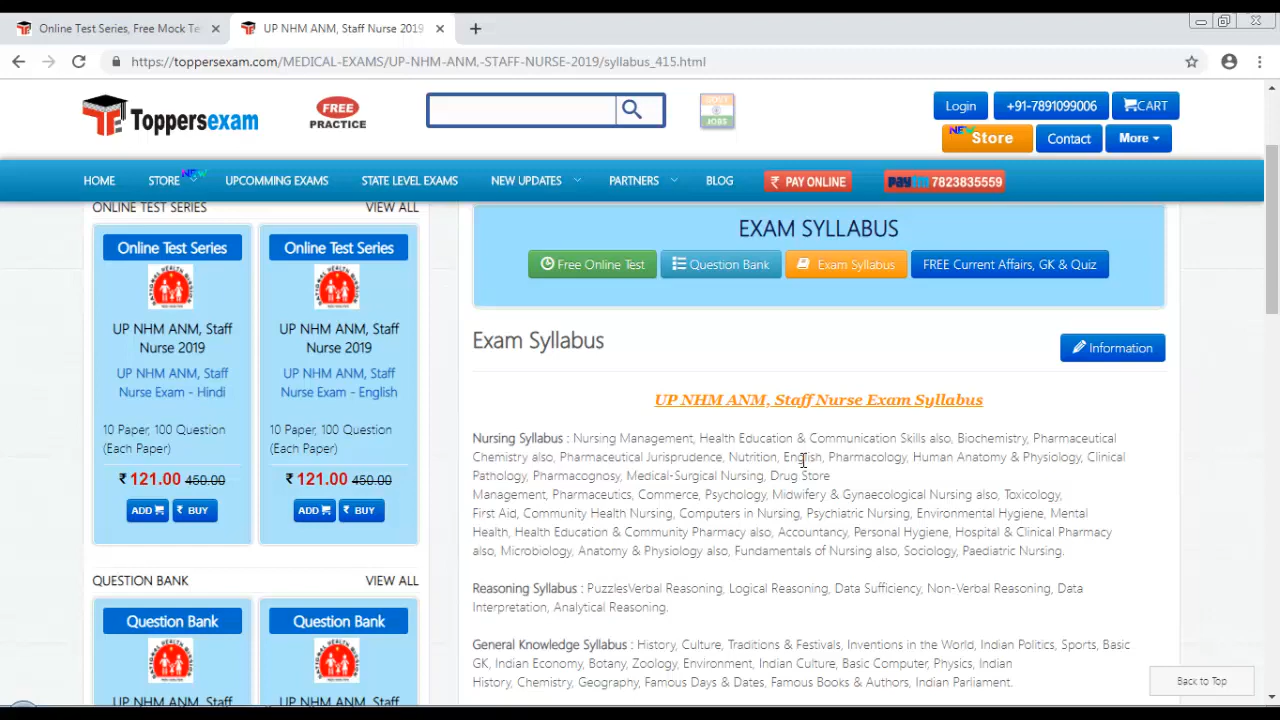 Online Test Series, Free Mock Te
UP NHM ANM, Staff Nurse 2019
https://toppersexam.com/MEDICAL-EXAMS/UP-NHM-ANM,-STAFF-NURSE-2019/syllabus_415.html
Toppersexam
FREE
PRACTICE
GOVT
JOBS
Login
+91-7891099006
CART
NEW
Store
Contact
More
HOME
STORE
NEW
UPCOMMING EXAMS
STATE LEVEL EXAMS
NEW UPDATES
PARTNERS
BLOG
₹ PAY ONLINE
PAYTM 7823835559
ONLINE TEST SERIES
VIEW ALL
Online Test Series
UP NHM ANM, Staff
Nurse 2019
UP NHM ANM, Staff
Nurse Exam - Hindi
10 Paper, 100 Question
(Each Paper)
₹ 121.00 450.00
ADD
₹ BUY
Online Test Series
UP NHM ANM, Staff
Nurse 2019
UP NHM ANM, Staff
Nurse Exam - English
10 Paper, 100 Question
(Each Paper)
₹ 121.00 450.00
ADD
₹ BUY
QUESTION BANK
VIEW ALL
Question Bank
UP NHM ANM, Staff
Question Bank
UP NHM ANM, Staff
EXAM SYLLABUS
Free Online Test
Question Bank
Exam Syllabus
FREE Current Affairs, GK & Quiz
Exam Syllabus
Information
UP NHM ANM, Staff Nurse Exam Syllabus
Nursing Syllabus : Nursing Management, Health Education & Communication Skills also, Biochemistry, Pharmaceutical
Chemistry also, Pharmaceutical Jurisprudence, Nutrition, English, Pharmacology, Human Anatomy & Physiology, Clinical
Pathology, Pharmacognosy, Medical-Surgical Nursing, Drug Store
Management, Pharmaceutics, Commerce, Psychology, Midwifery & Gynaecological Nursing also, Toxicology,
First Aid, Community Health Nursing, Computers in Nursing, Psychiatric Nursing, Environmental Hygiene, Mental
Health, Health Education & Community Pharmacy also, Accountancy, Personal Hygiene, Hospital & Clinical Pharmacy
also, Microbiology, Anatomy & Physiology also, Fundamentals of Nursing also, Sociology, Paediatric Nursing.
Reasoning Syllabus : PuzzlesVerbal Reasoning, Logical Reasoning, Data Sufficiency, Non-Verbal Reasoning, Data
Interpretation, Analytical Reasoning.
General Knowledge Syllabus : History, Culture, Traditions & Festivals, Inventions in the World, Indian Politics, Sports, Basic
GK, Indian Economy, Botany, Zoology, Environment, Indian Culture, Basic Computer, Physics, Indian
History, Chemistry, Geography, Famous Days & Dates, Famous Books & Authors, Indian Parliament.
Back to Top